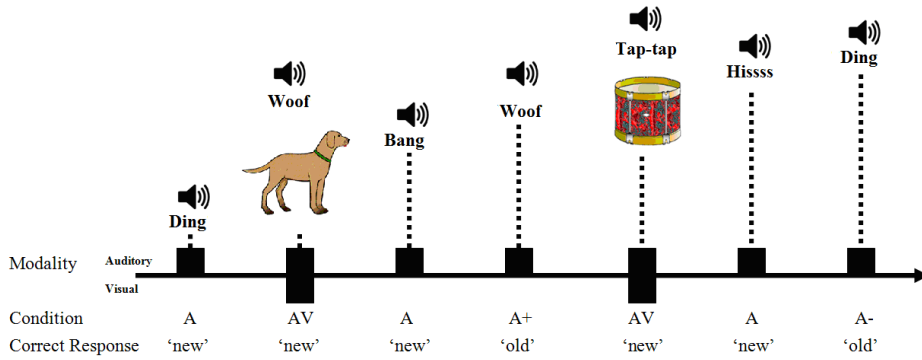 Tap-tap
Ding
Hissss
Woof
Woof
Bang
Ding
Modality
Auditory
Visual
Condition A AV A A+ AV A A-
Correct Response ‘new’ ‘new’ ‘new’ ‘old’ ‘new’ ‘new’ ‘old’